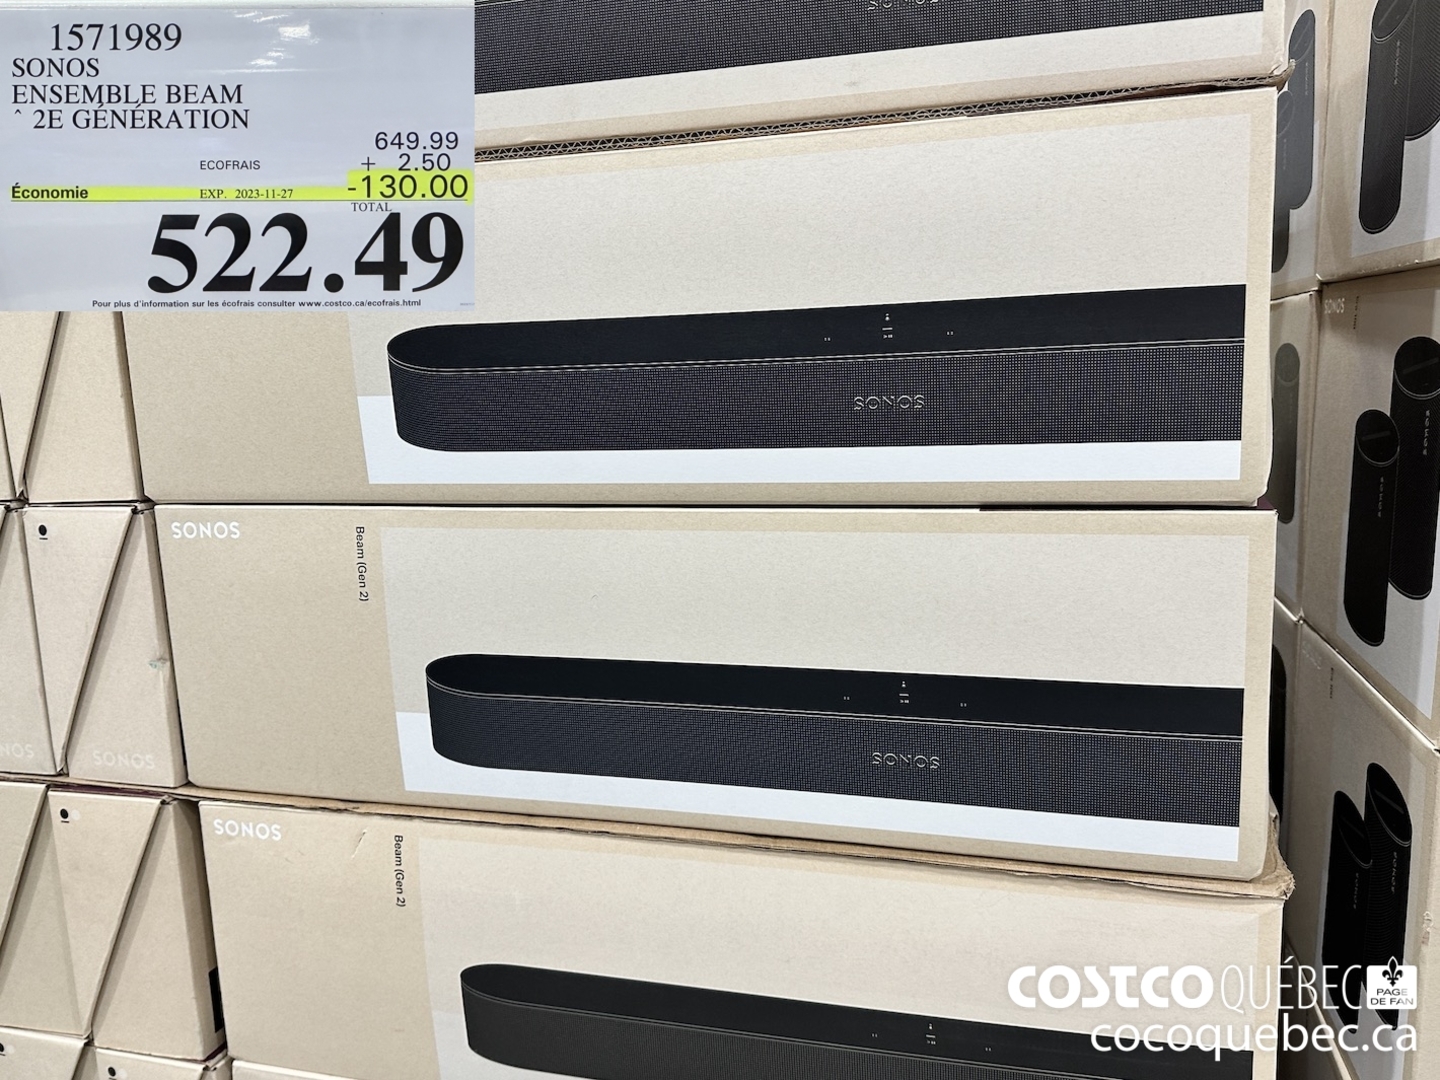 1571989
SONOS
ENSEMBLE BEAM
^ 2E GÉNÉRATION
649.99
ECOFRAIS + 2.50
Économie EXP. 2023-11-27 -130.00
TOTAL
522.49
Pour plus d'information sur les écofrais consulter www.costco.ca/ecofrais.html
SONOS
SONOS
SONOS
Beam (Gen 2)
SONOS
SONOS
SONOS
Beam (Gen 2)
SONOS
COSTCO QUÉBEC
PAGE
DE FAN
cocoquebec.ca